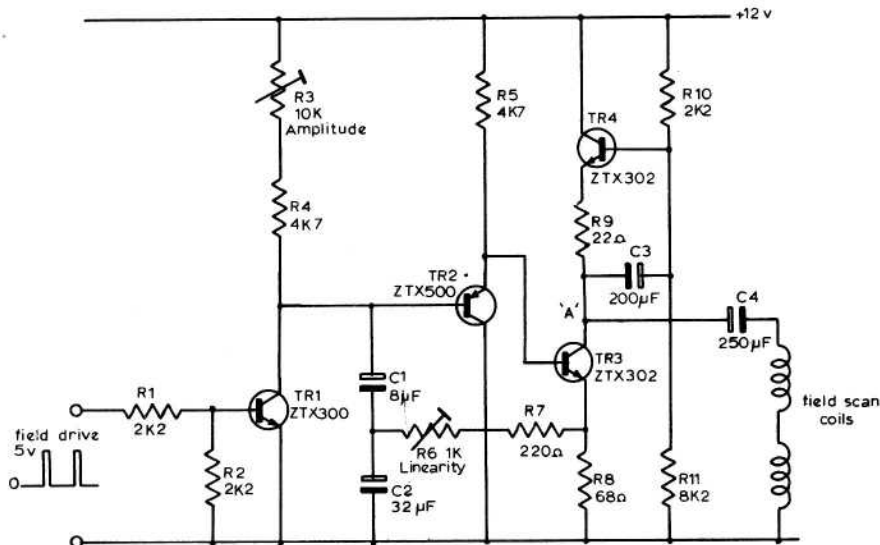 +12 v
R3
10K
Amplitude
R4
4K7
R5
4K7
R10
2K2
TR4
ZTX302
R9
22Ω
C3
200µF
TR2
ZTX500
'A'
C4
250µF
TR3
ZTX302
C1
8µF
TR1
ZTX300
R1
2K2
field drive
5v
O
R2
2K2
R6 1K
Linearity
R7
220Ω
C2
32µF
R8
68Ω
R11
8K2
field scan
coils